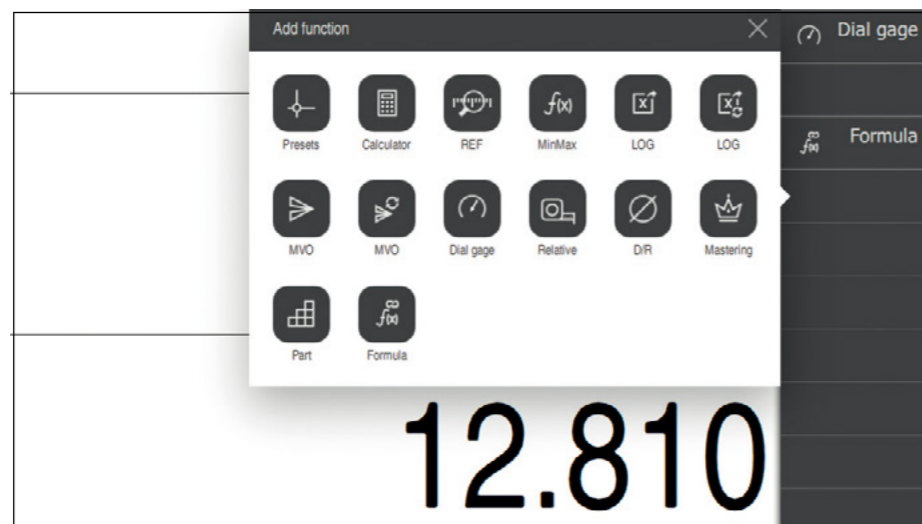 Add function
Dial gage
Presets
Calculator
REF
MinMax
LOG
LOG
Formula
MVO
MVO
Dial gage
Relative
D/R
Mastering
Part
Formula
12.810